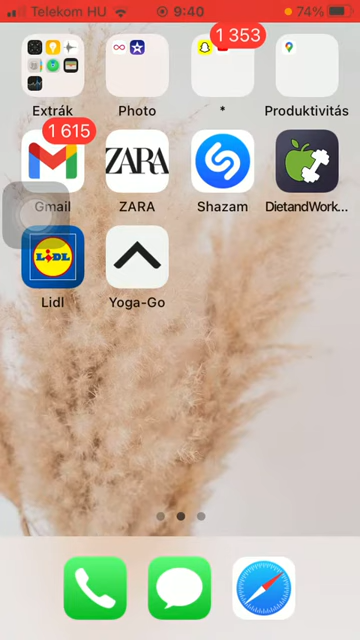 Telekom HU 9:40 74%
1 353
Extrák Photo * Produktivitás
1 615
ZARA
Gmail ZARA Shazam DietandWork...
LIDL
Lidl Yoga-Go